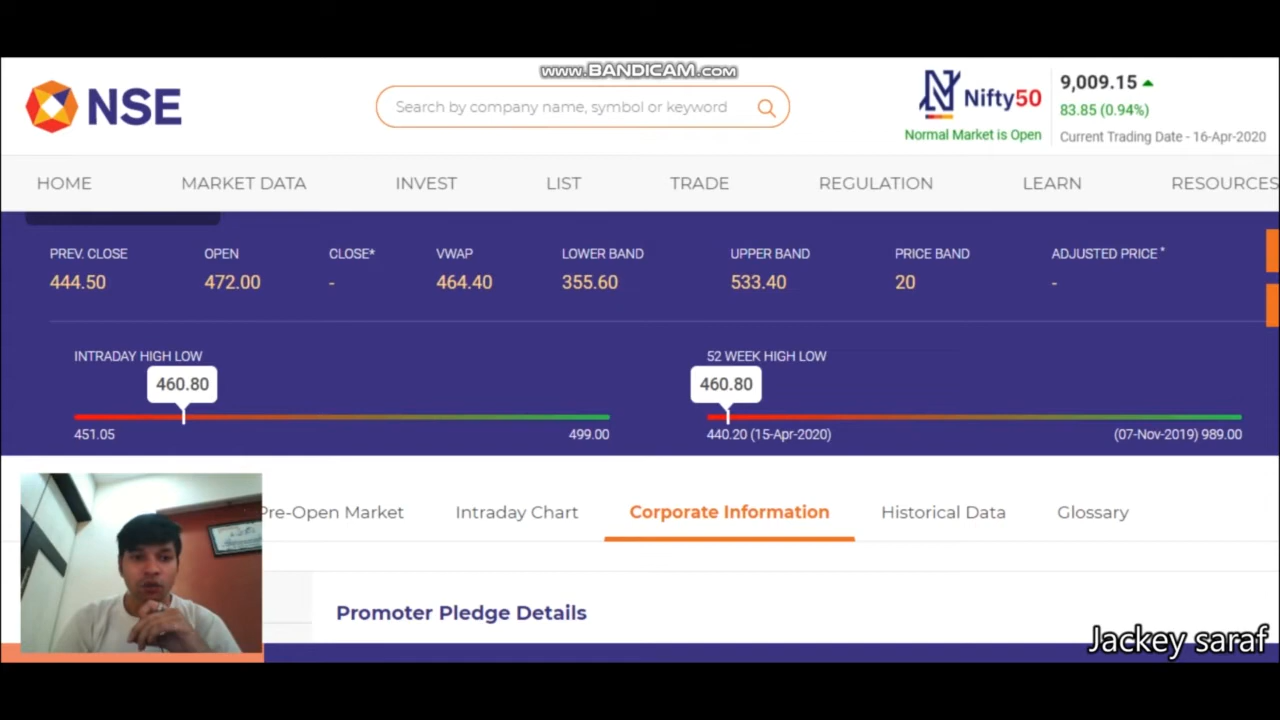 www.BANDICAM.com
NSE
Search by company name, symbol or keyword
Nifty50
Normal Market is Open
9,009.15
83.85 (0.94%)
Current Trading Date - 16-Apr-2020
HOME MARKET DATA INVEST LIST TRADE REGULATION LEARN RESOURCES
PREV. CLOSE OPEN CLOSE* VWAP LOWER BAND UPPER BAND PRICE BAND ADJUSTED PRICE*
444.50 472.00 - 464.40 355.60 533.40 20 -
INTRADAY HIGH LOW 52 WEEK HIGH LOW
460.80 460.80
451.05 499.00 440.20 (15-Apr-2020) (07-Nov-2019) 989.00
Pre-Open Market Intraday Chart Corporate Information Historical Data Glossary
Promoter Pledge Details
Jackey saraf